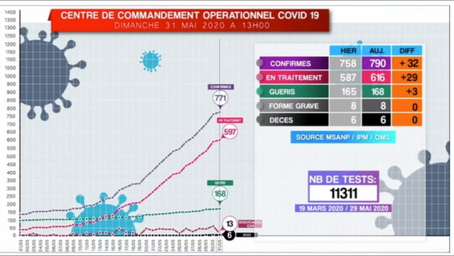 CENTRE DE COMMANDEMENT OPERATIONNEL COVID 19
DIMANCHE 31 MAI 2020 A 13H00
HIER AUJ. DIFF
CONFIRMES 758 790 + 32
EN TRAITEMENT 587 616 +29
GUERIS 165 168 +3
FORME GRAVE 8 8 0
DECES 6 6 0
SOURCE MSANP / IPM / OMS
NB DE TESTS:
11311
19 MARS 2020 / 29 MAI 2020
1400
1350
1300
1250
1200
1150
1100
1050
1000
950
900
850
800
750
700
650
600
550
500
450
400
350
300
250
200
150
100
50
0
CONFIRMES
771
EN TRAITEMENT
597
GUERIS
168
13
6